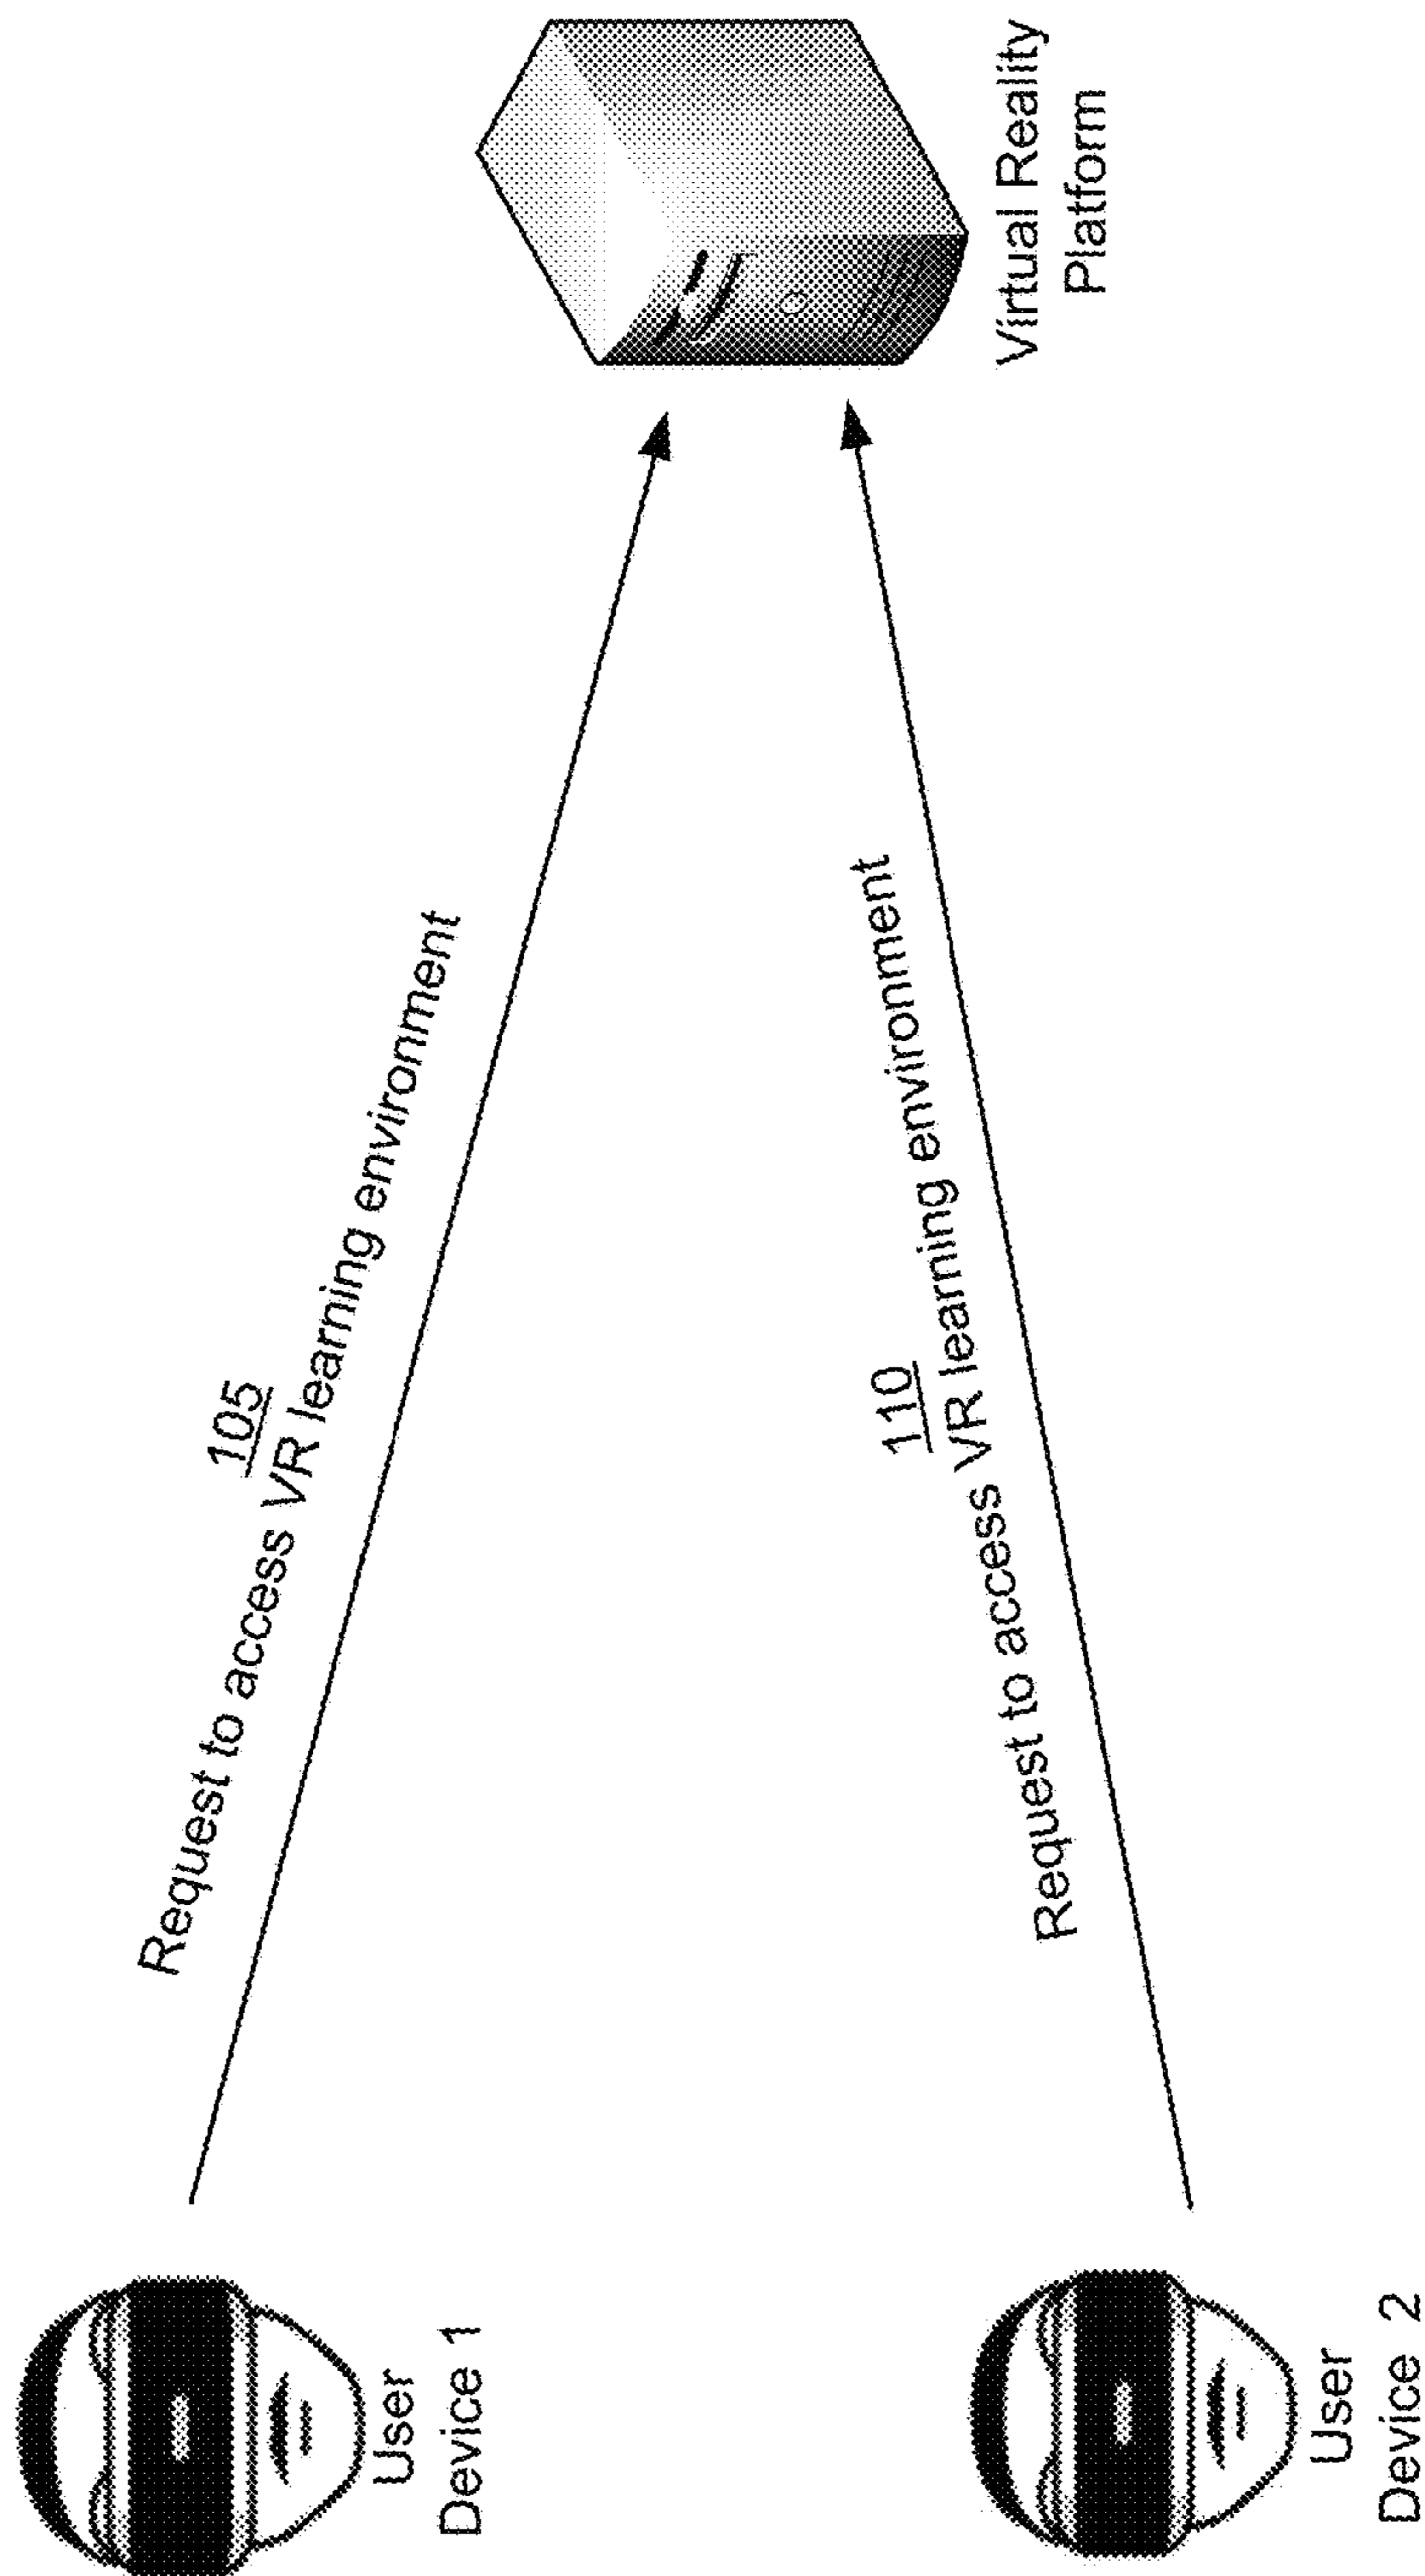 105
Request to access VR learning environment
User
Device 1
Virtual Reality
Platform
110
Request to access VR learning environment
User
Device 2